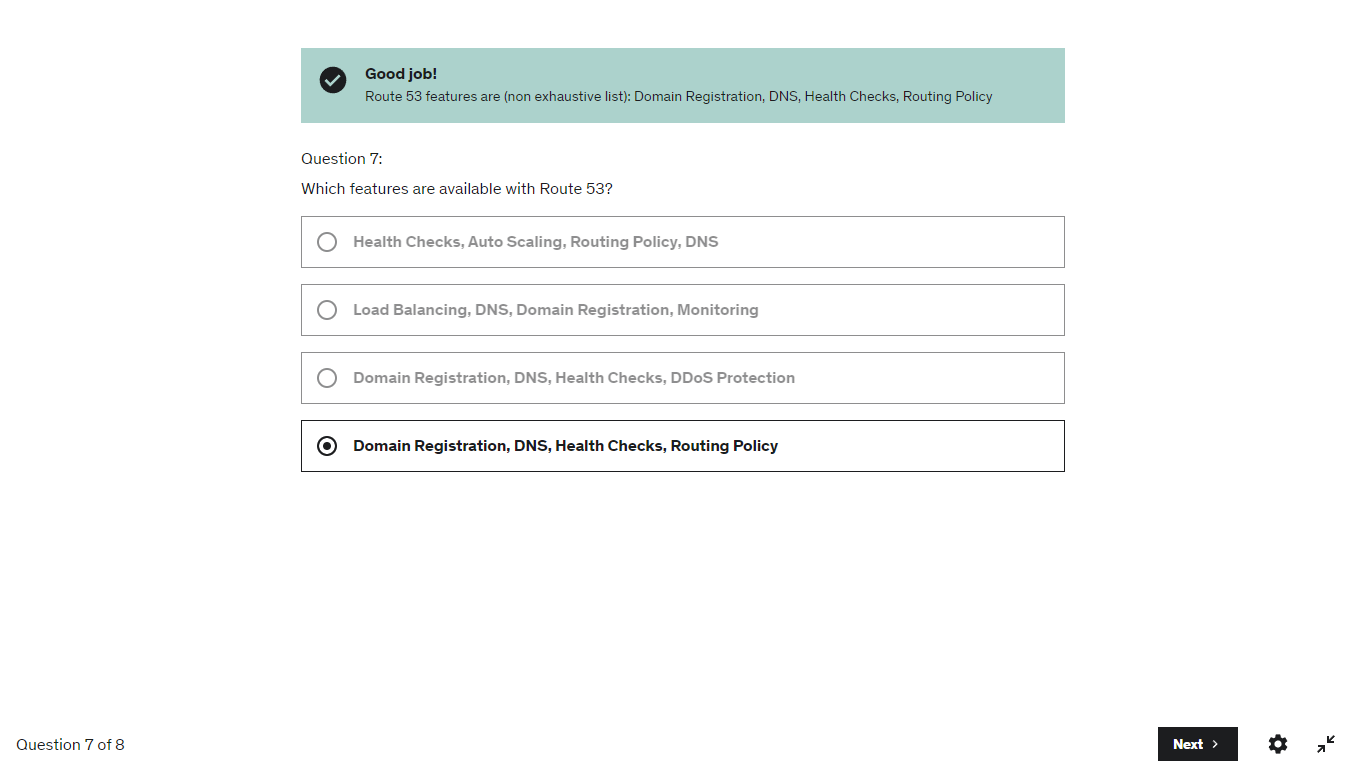 Good job!
Route 53 features are (non exhaustive list): Domain Registration, DNS, Health Checks, Routing Policy
Question 7:
Which features are available with Route 53?
Health Checks, Auto Scaling, Routing Policy, DNS
Load Balancing, DNS, Domain Registration, Monitoring
Domain Registration, DNS, Health Checks, DDoS Protection
Domain Registration, DNS, Health Checks, Routing Policy
Question 7 of 8
Next